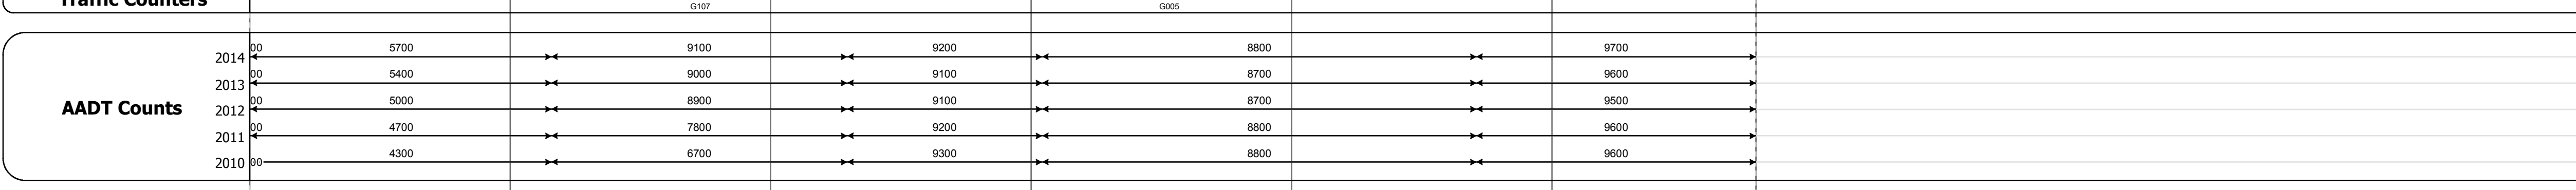 Traffic Counters
G107 G005
AADT Counts
2014 00 5700 9100 9200 8800 9700
2013 00 5400 9000 9100 8700 9600
2012 00 5000 8900 9100 8700 9500
2011 00 4700 7800 9200 8800 9600
2010 00 4300 6700 9300 8800 9600